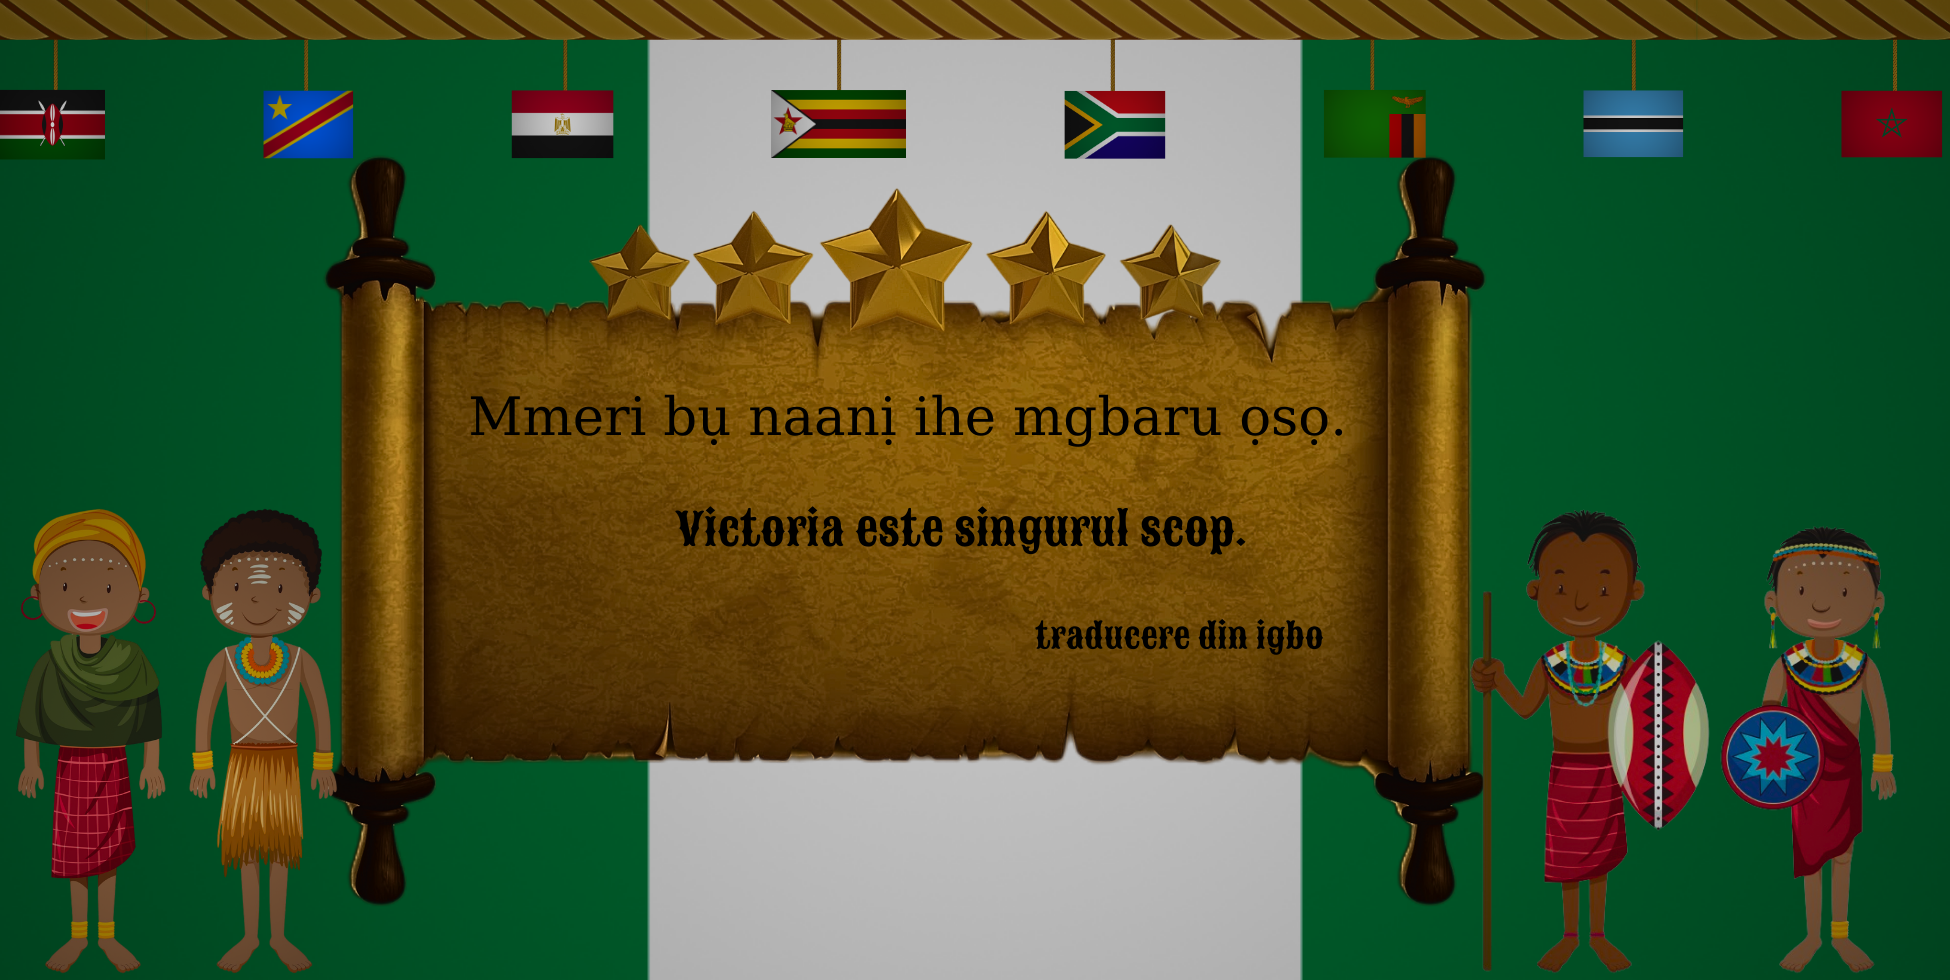 Mmeri bụ naanị ihe mgbaru ọsọ.
Victoria este singurul scop.
traducere din igbo